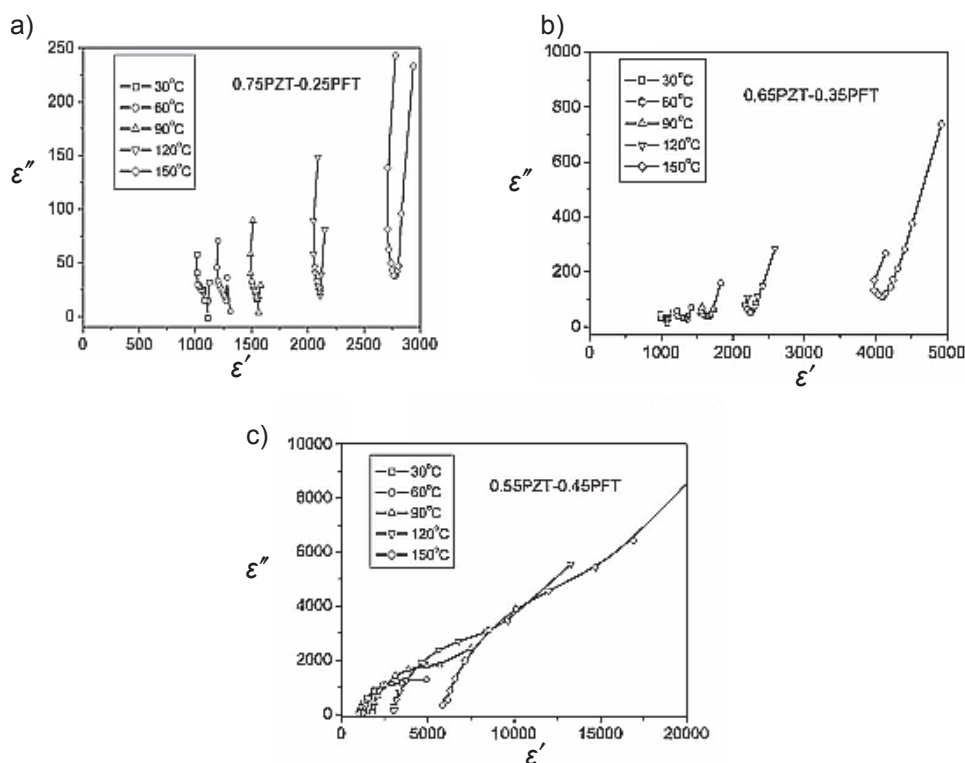 a)
250
200
150
100
50
0
ε″
30°C
60°C
90°C
120°C
150°C
0.75PZT-0.25PFT
0 500 1000 1500 2000 2500 3000
ε′
b)
1000
800
600
400
200
0
ε″
30°C
60°C
90°C
120°C
150°C
0.65PZT-0.35PFT
0 1000 2000 3000 4000 5000
ε′
c)
10000
8000
6000
4000
2000
0
ε″
30°C
60°C
90°C
120°C
150°C
0.55PZT-0.45PFT
0 5000 10000 15000 20000
ε′